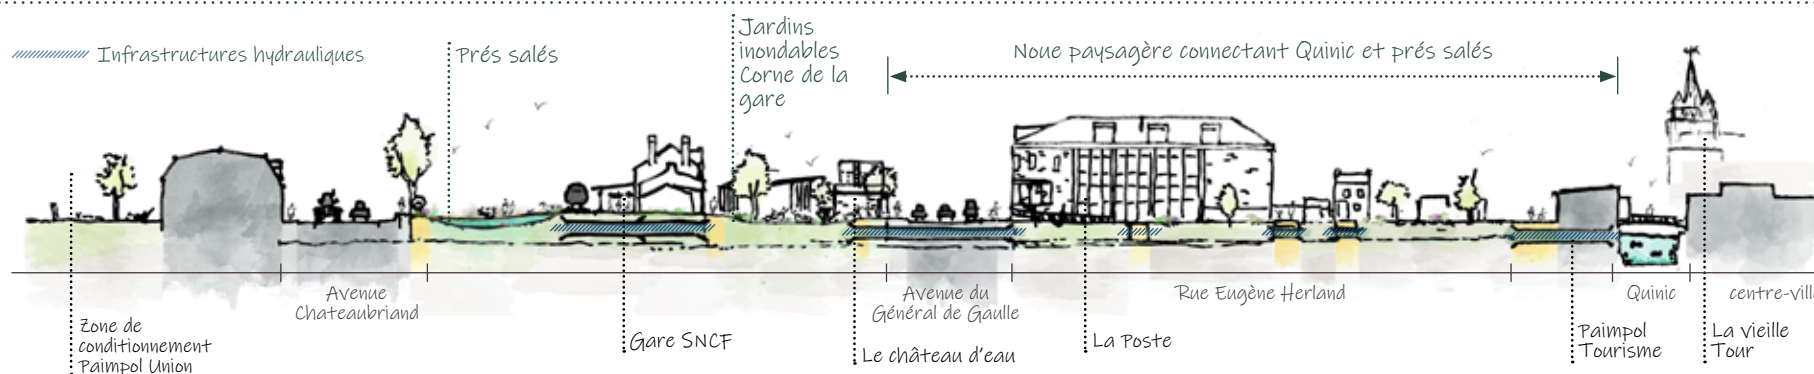 Infrastructures hydrauliques
Prés salés
Jardins
inondables
Corne de la
gare
Noue paysagère connectant Quinic et prés salés
Avenue
Chateaubriand
Avenue du
Général de Gaulle
Rue Eugène Herland
Quinic
centre-vill
Zone de
conditionnement
Paimpol Union
Gare SNCF
Le château d'eau
La Poste
Paimpol
Tourisme
La vieille
Tour